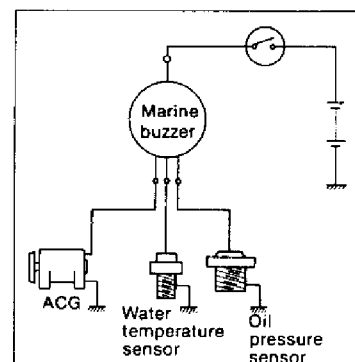 Marine
buzzer
ACG
Water
temperature
sensor
Oil
pressure
sensor